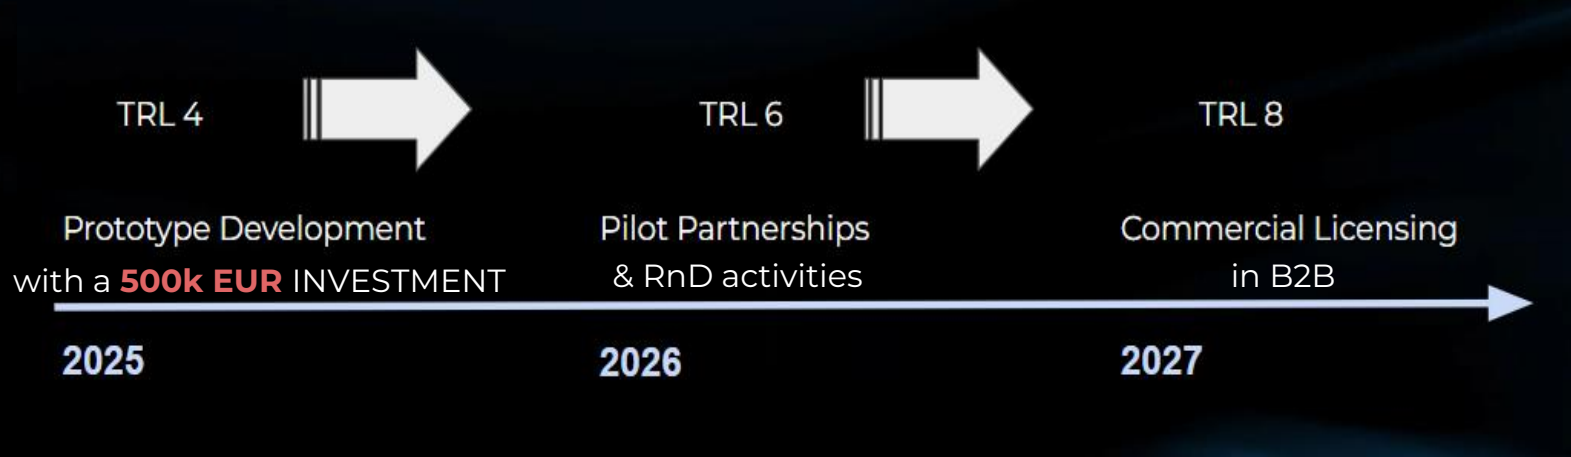 TRL 4
TRL 6
TRL 8
Prototype Development
with a 500k EUR INVESTMENT
Pilot Partnerships
& RnD activities
Commercial Licensing
in B2B
2025
2026
2027